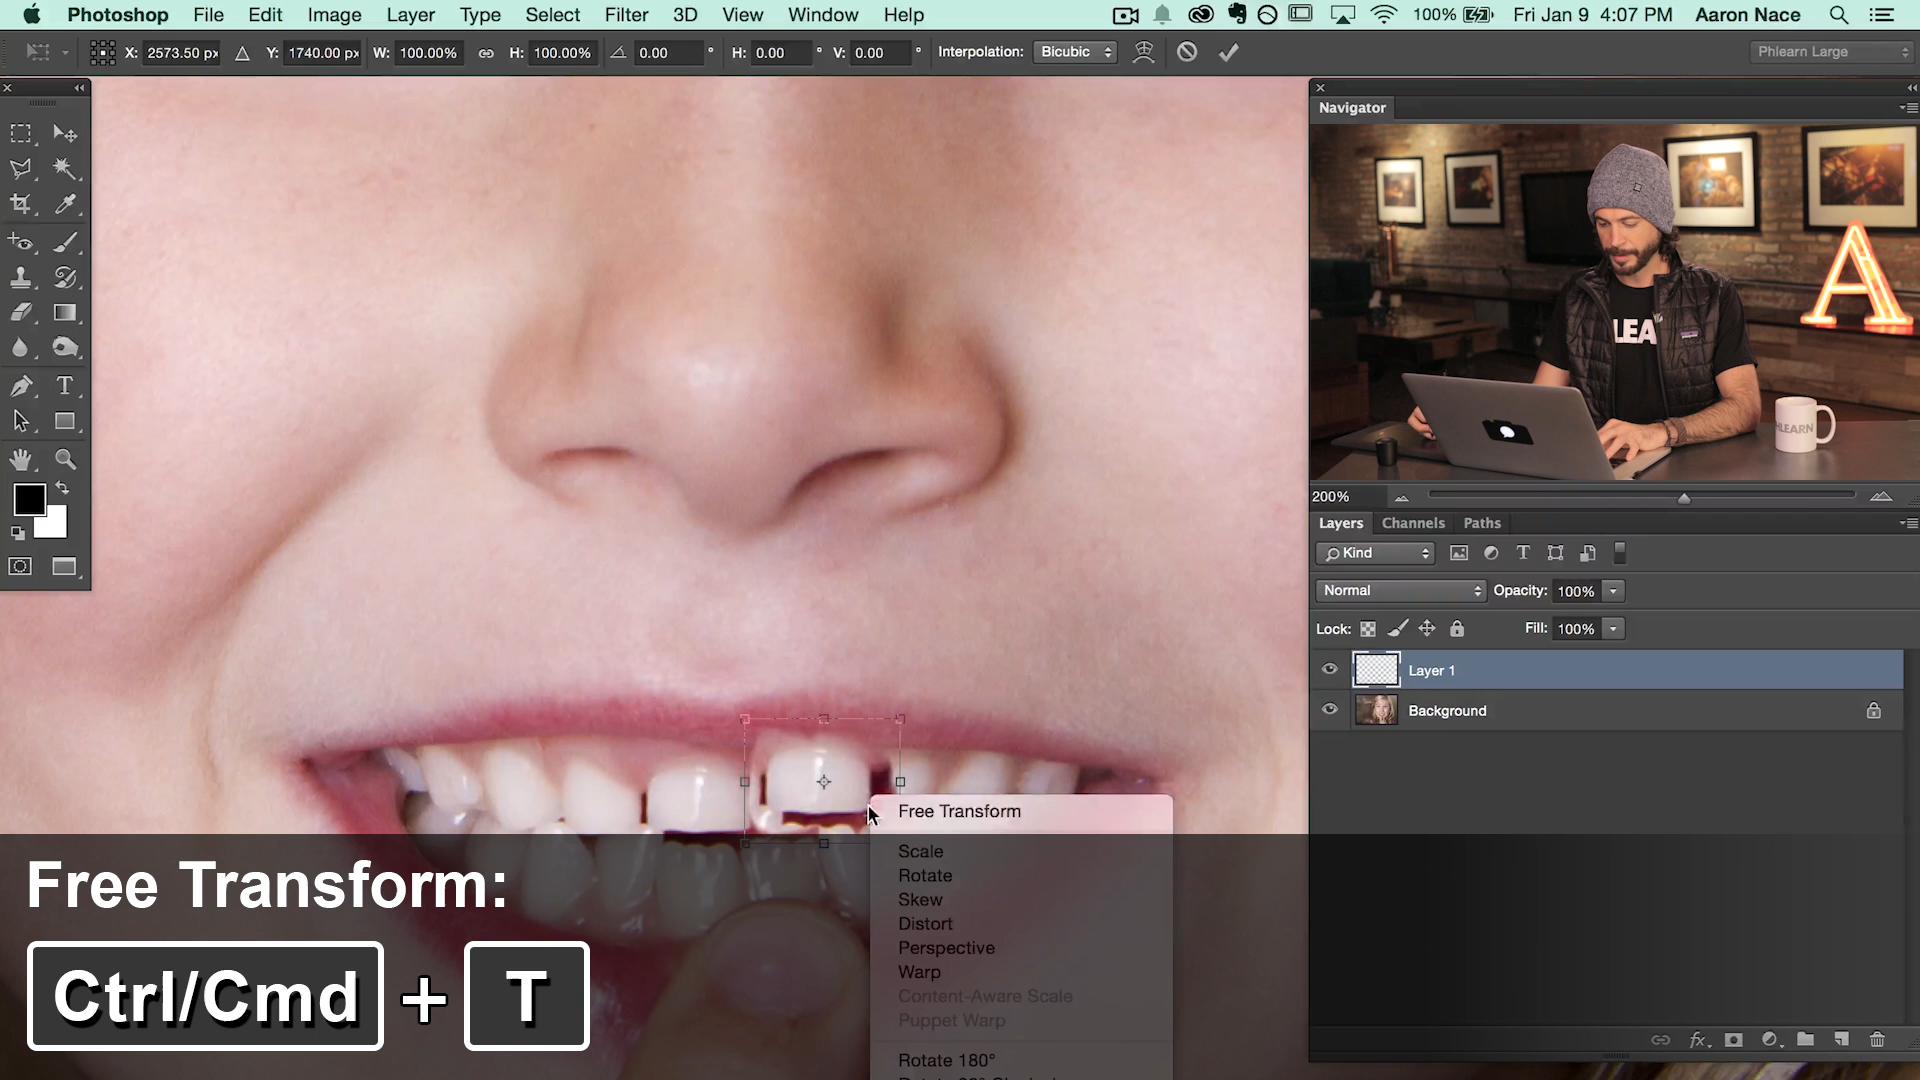 Photoshop File Edit Image Layer Type Select Filter 3D View Window Help 100% Fri Jan 9 4:07 PM Aaron Nace
X: 2573.50 px Y: 1740.00 px W: 100.00% H: 100.00% 0.00 ° H: 0.00 ° V: 0.00 ° Interpolation: Bicubic Phlearn Large
Navigator
LEA
HLEARN
200%
Layers Channels Paths
Kind
Normal Opacity: 100%
Lock: Fill: 100%
Layer 1
Background
Free Transform
Scale
Rotate
Skew
Distort
Perspective
Warp
Content-Aware Scale
Puppet Warp
Rotate 180°
Free Transform:
Ctrl/Cmd + T